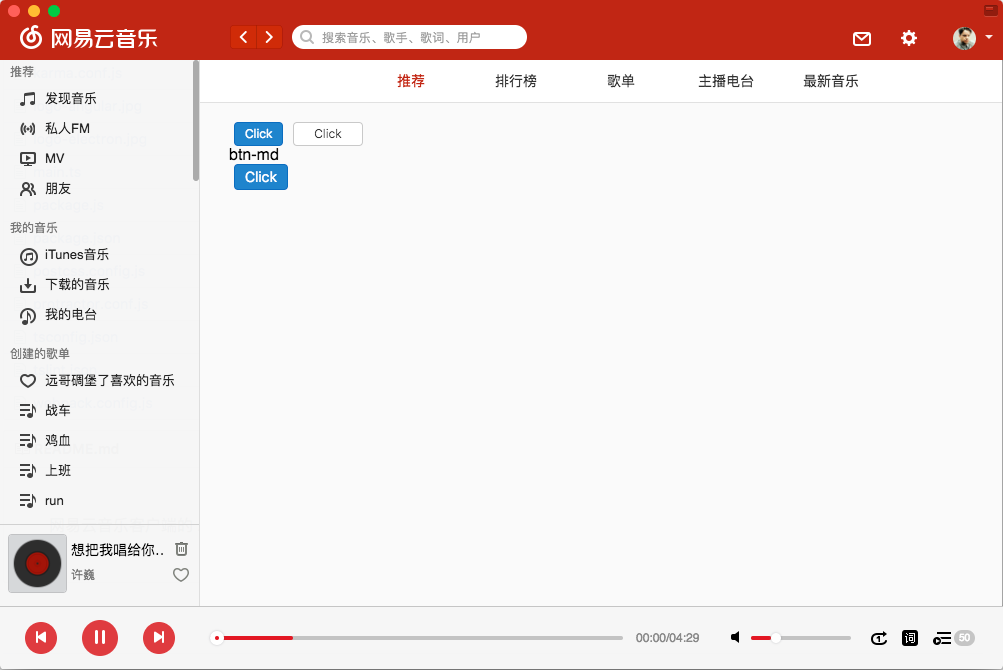 网易云音乐
搜索音乐、歌手、歌词、用户
推荐
发现音乐
私人FM
MV
朋友
我的音乐
iTunes音乐
下载的音乐
我的电台
创建的歌单
远哥碉堡了喜欢的音乐
战车
鸡血
上班
run
推荐 排行榜 歌单 主播电台 最新音乐
Click Click
btn-md
Click
想把我唱给你..
许巍
00:00/04:29
1
词
50